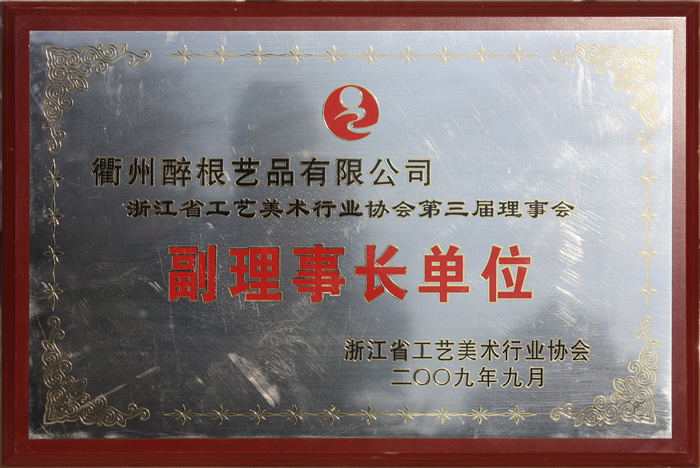 衢州醉根艺品有限公司
浙江省工艺美术行业协会第三届理事会
副理事长单位
浙江省工艺美术行业协会
二〇〇九年九月